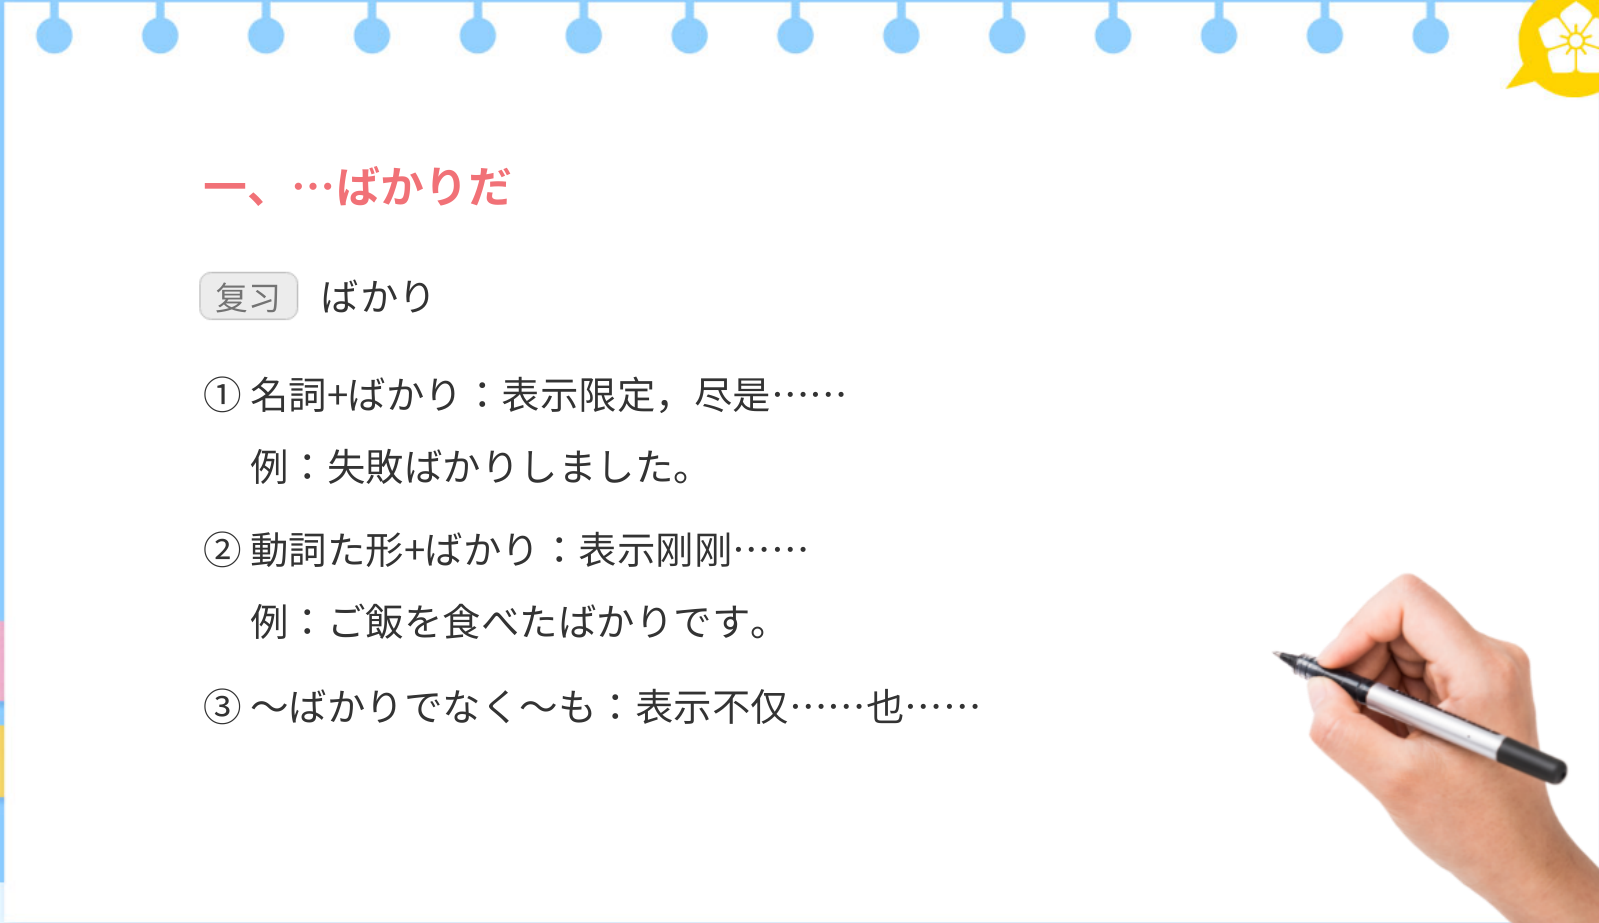 一、…ばかりだ
复习 ばかり
① 名詞+ばかり：表示限定，尽是……
例：失敗ばかりしました。
② 動詞た形+ばかり：表示刚刚……
例：ご飯を食べたばかりです。
③ ～ばかりでなく～も：表示不仅……也……